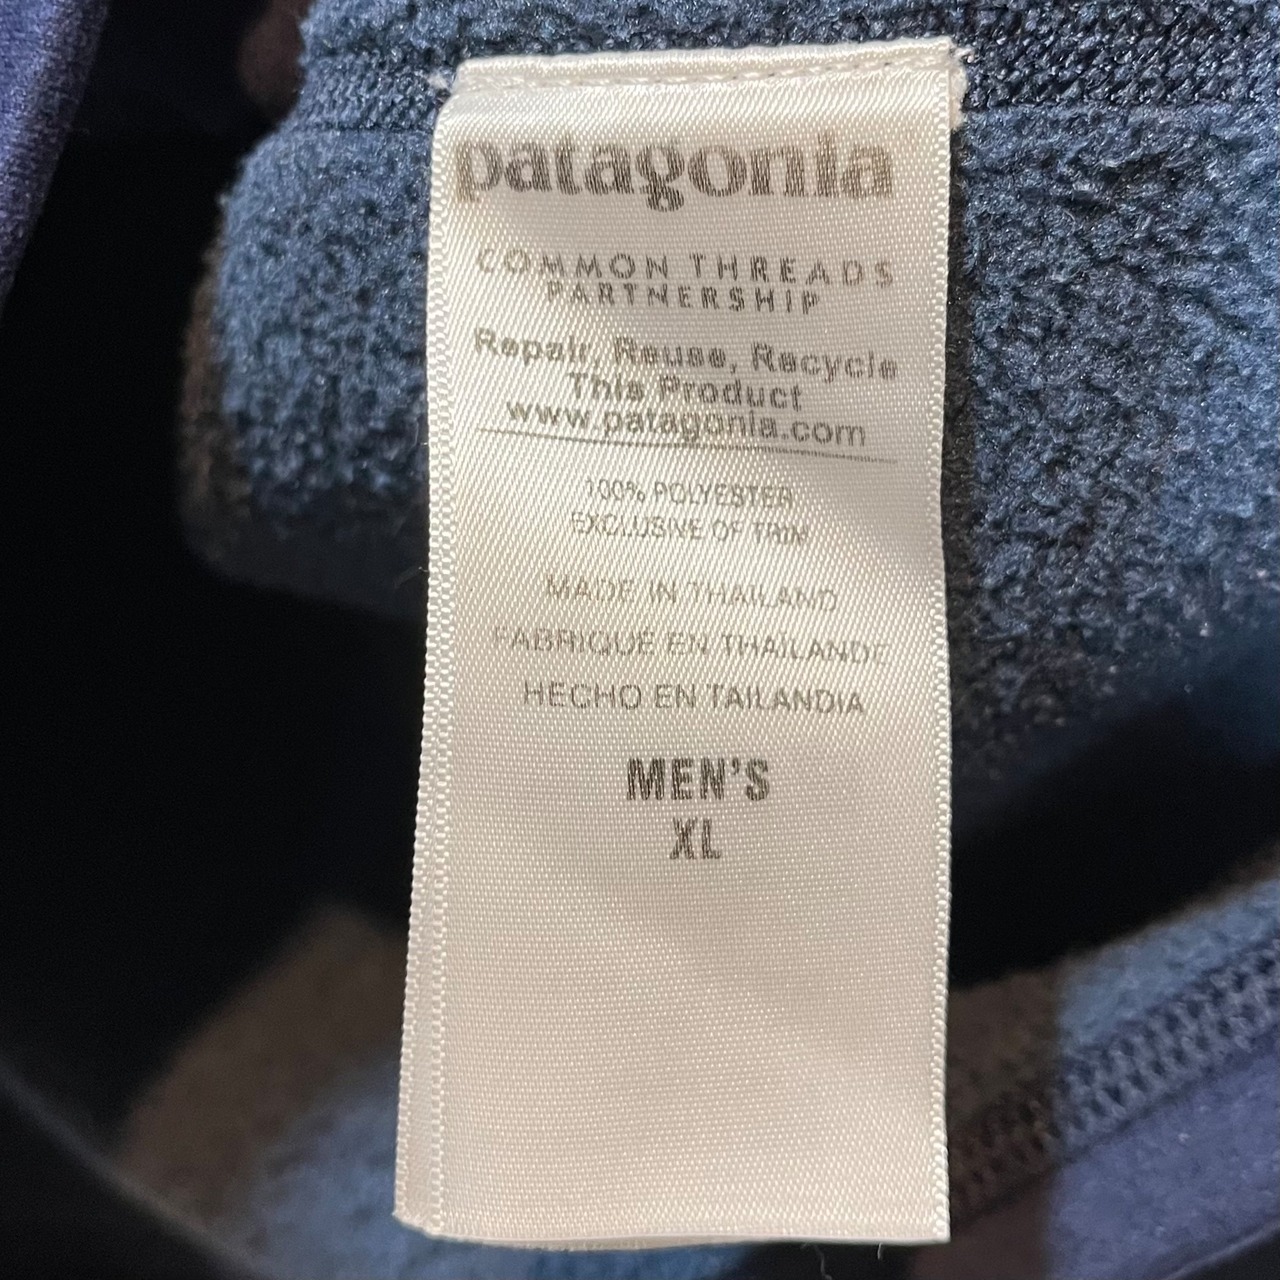 patagonia
COMMON THREADS
PARTNERSHIP
Repair, Reuse, Recycle
This Product
www.patagonia.com
100% POLYESTER
EXCLUSIVE OF TRIM
MADE IN THAILAND
FABRIQUÉ EN THAÏLANDE
HECHO EN TAILANDIA
MEN'S
XL